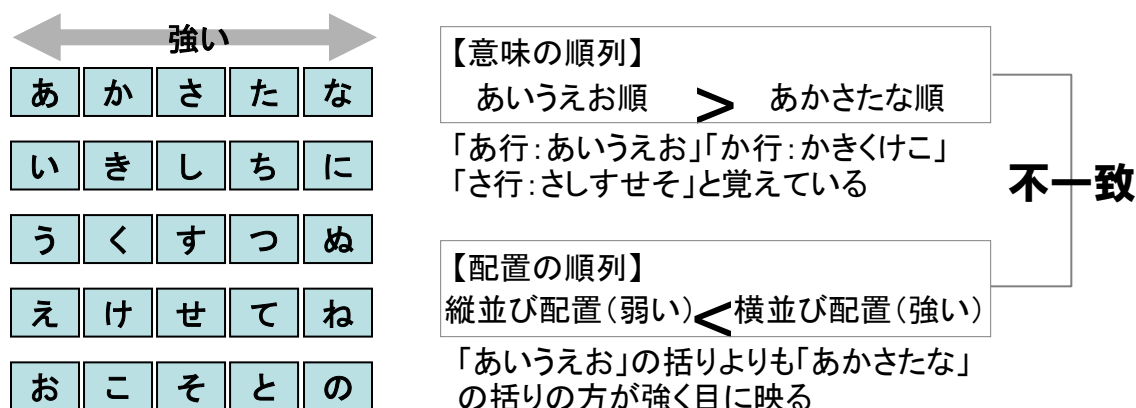 強い
あ か さ た な
い き し ち に
う く す つ ぬ
え け せ て ね
お こ そ と の
【意味の順列】
あいうえお順 > あかさたな順
「あ行：あいうえお」「か行：かきくけこ」
「さ行：さしすせそ」と覚えている
不一致
【配置の順列】
縦並び配置（弱い）<横並び配置（強い）
「あいうえお」の括りよりも「あかさたな」
の括りの方が強く目に映る